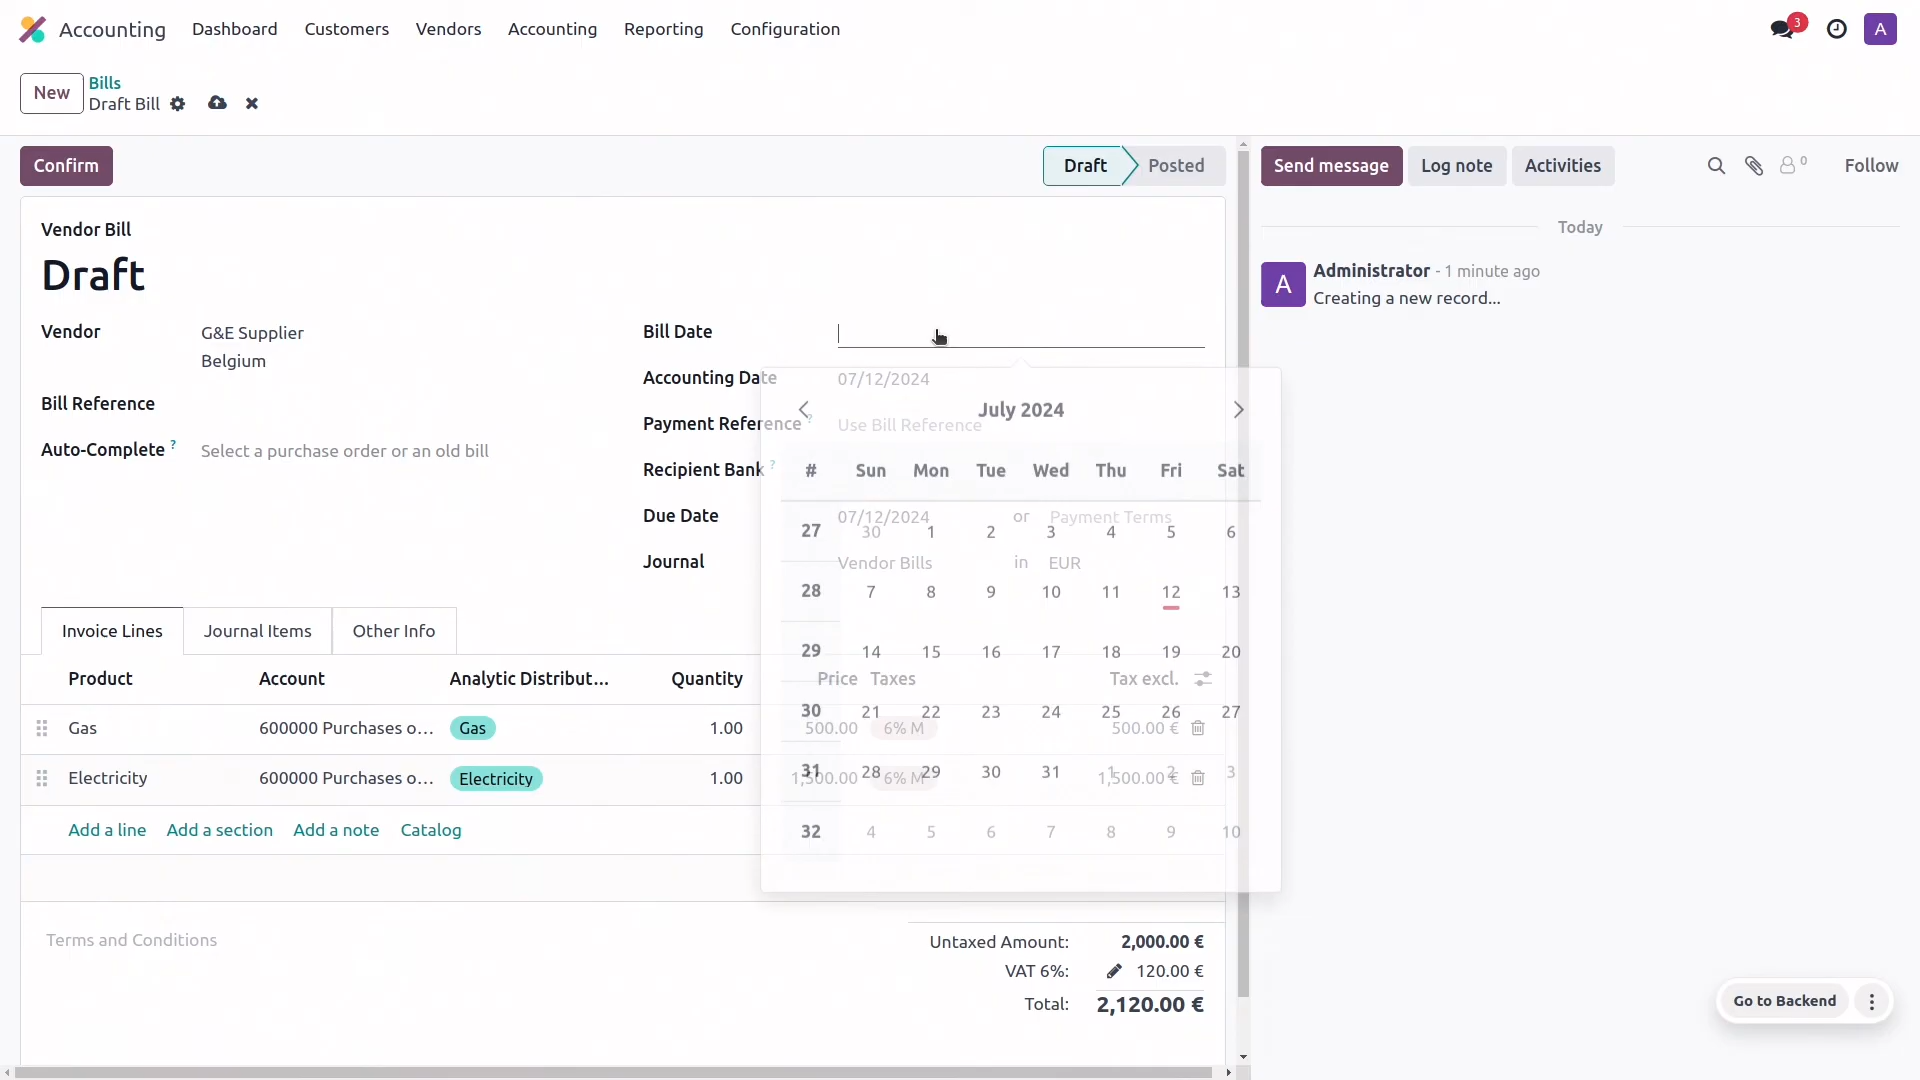 Accounting Dashboard Customers Vendors Accounting Reporting Configuration 3 A
New Bills
Draft Bill
Confirm Draft Posted Send message Log note Activities 0 Follow
Vendor Bill
Today
Draft
A Administrator - 1 minute ago
Creating a new record...
Vendor G&E Supplier Bill Date
Belgium
Accounting Date 07/12/2024
Bill Reference
July 2024
Payment Reference ? Use Bill Reference
Auto-Complete ? Select a purchase order or an old bill
Recipient Bank ?
# Sun Mon Tue Wed Thu Fri Sat
Due Date 07/12/2024 or Payment Terms
27 30 1 2 3 4 5 6
Journal Vendor Bills in EUR
28 7 8 9 10 11 12 13
Invoice Lines Journal Items Other Info
29 14 15 16 17 18 19 20
Product Account Analytic Distribut... Quantity Price Taxes Tax excl.
30 21 22 23 24 25 26 27
Gas 600000 Purchases o... Gas 1.00 500.00 6% M 500.00 €
31 28 29 30 31 1 2 3
Electricity 600000 Purchases o... Electricity 1.00 1,500.00 6% M 1,500.00 €
Add a line Add a section Add a note Catalog
32 4 5 6 7 8 9 10
Terms and Conditions
Untaxed Amount: 2,000.00 €
VAT 6%: 120.00 €
Total: 2,120.00 €
Go to Backend